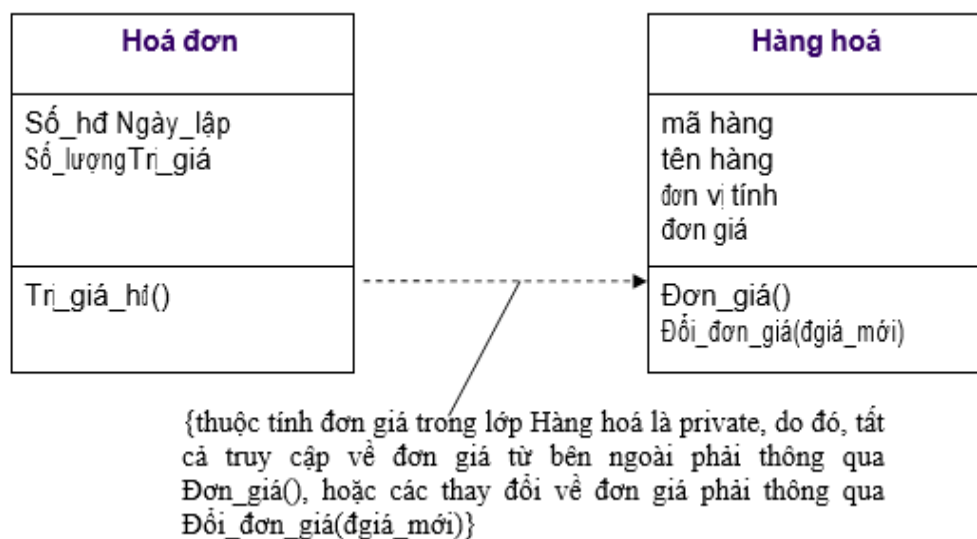 Hoá đơn
Số_hđ Ngày_lập
Số_lượngTrị_giá
Trị_giá_hđ()
Hàng hoá
mã hàng
tên hàng
đơn vị tính
đơn giá
Đơn_giá()
Đổi_đơn_giá(đgiá_mới)
{thuộc tính đơn giá trong lớp Hàng hoá là private, do đó, tất
cả truy cập về đơn giá từ bên ngoài phải thông qua
Đơn_giá(), hoặc các thay đổi về đơn giá phải thông qua
Đổi_đơn_giá(đgiá_mới)}